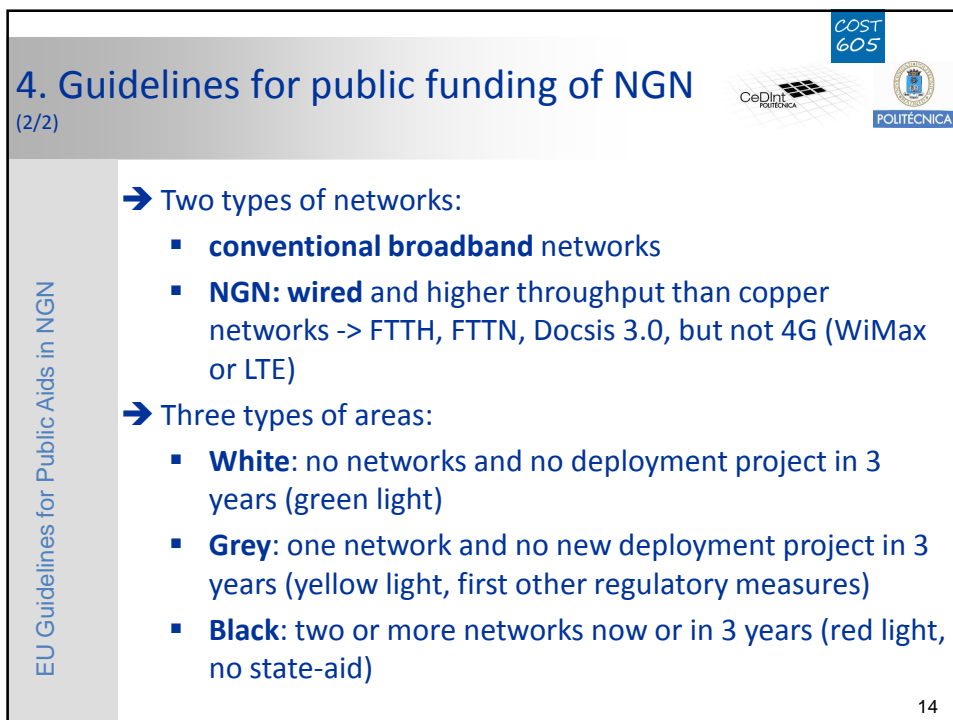 COST
605
4. Guidelines for public funding of NGN
(2/2)
CeDInt
POLITÉCNICA
POLITÉCNICA
EU Guidelines for Public Aids in NGN
➔ Two types of networks:
▪ conventional broadband networks
▪ NGN: wired and higher throughput than copper
networks -> FTTH, FTTN, Docsis 3.0, but not 4G (WiMax
or LTE)
➔ Three types of areas:
▪ White: no networks and no deployment project in 3
years (green light)
▪ Grey: one network and no new deployment project in 3
years (yellow light, first other regulatory measures)
▪ Black: two or more networks now or in 3 years (red light,
no state-aid)
14